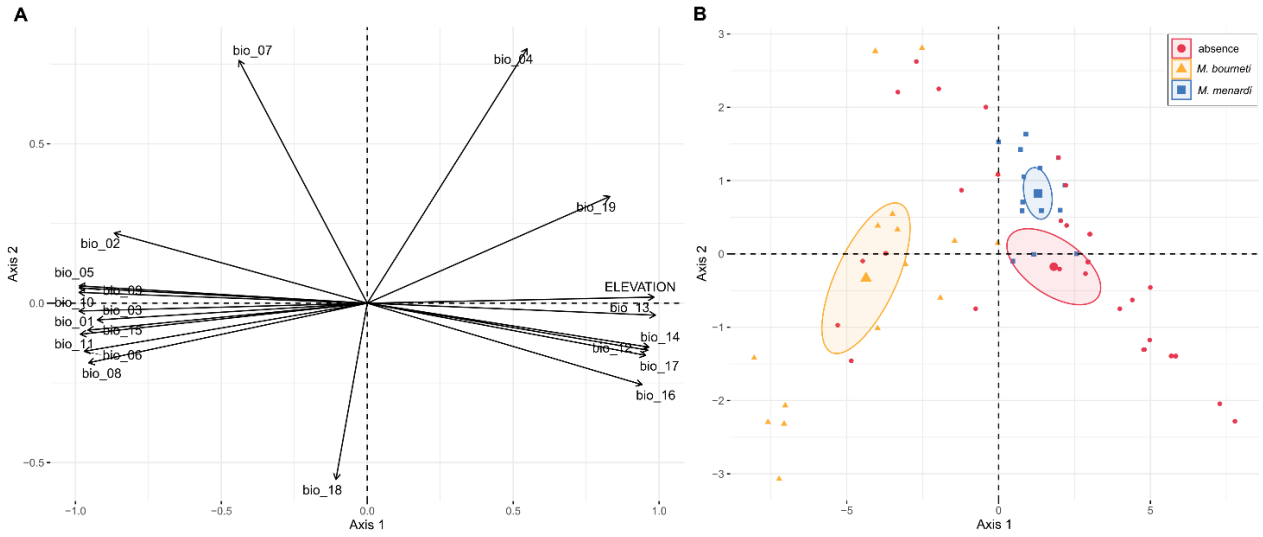 A
bio_07
bio_04
0.5
bio_19
bio_02
bio_05
bio_09
ELEVATION
0.0
bio_10
bio_03
bio_13
bio_01
bio_15
bio_14
bio_11
bio_06
bio_12
bio_17
bio_08
bio_16
−0.5
bio_18
−1.0
−0.5
0.0
0.5
1.0
Axis 1
Axis 2
B
absence
M. bourneti
M. menardi
3
2
1
0
−1
−2
−3
−5
0
5
Axis 1
Axis 2